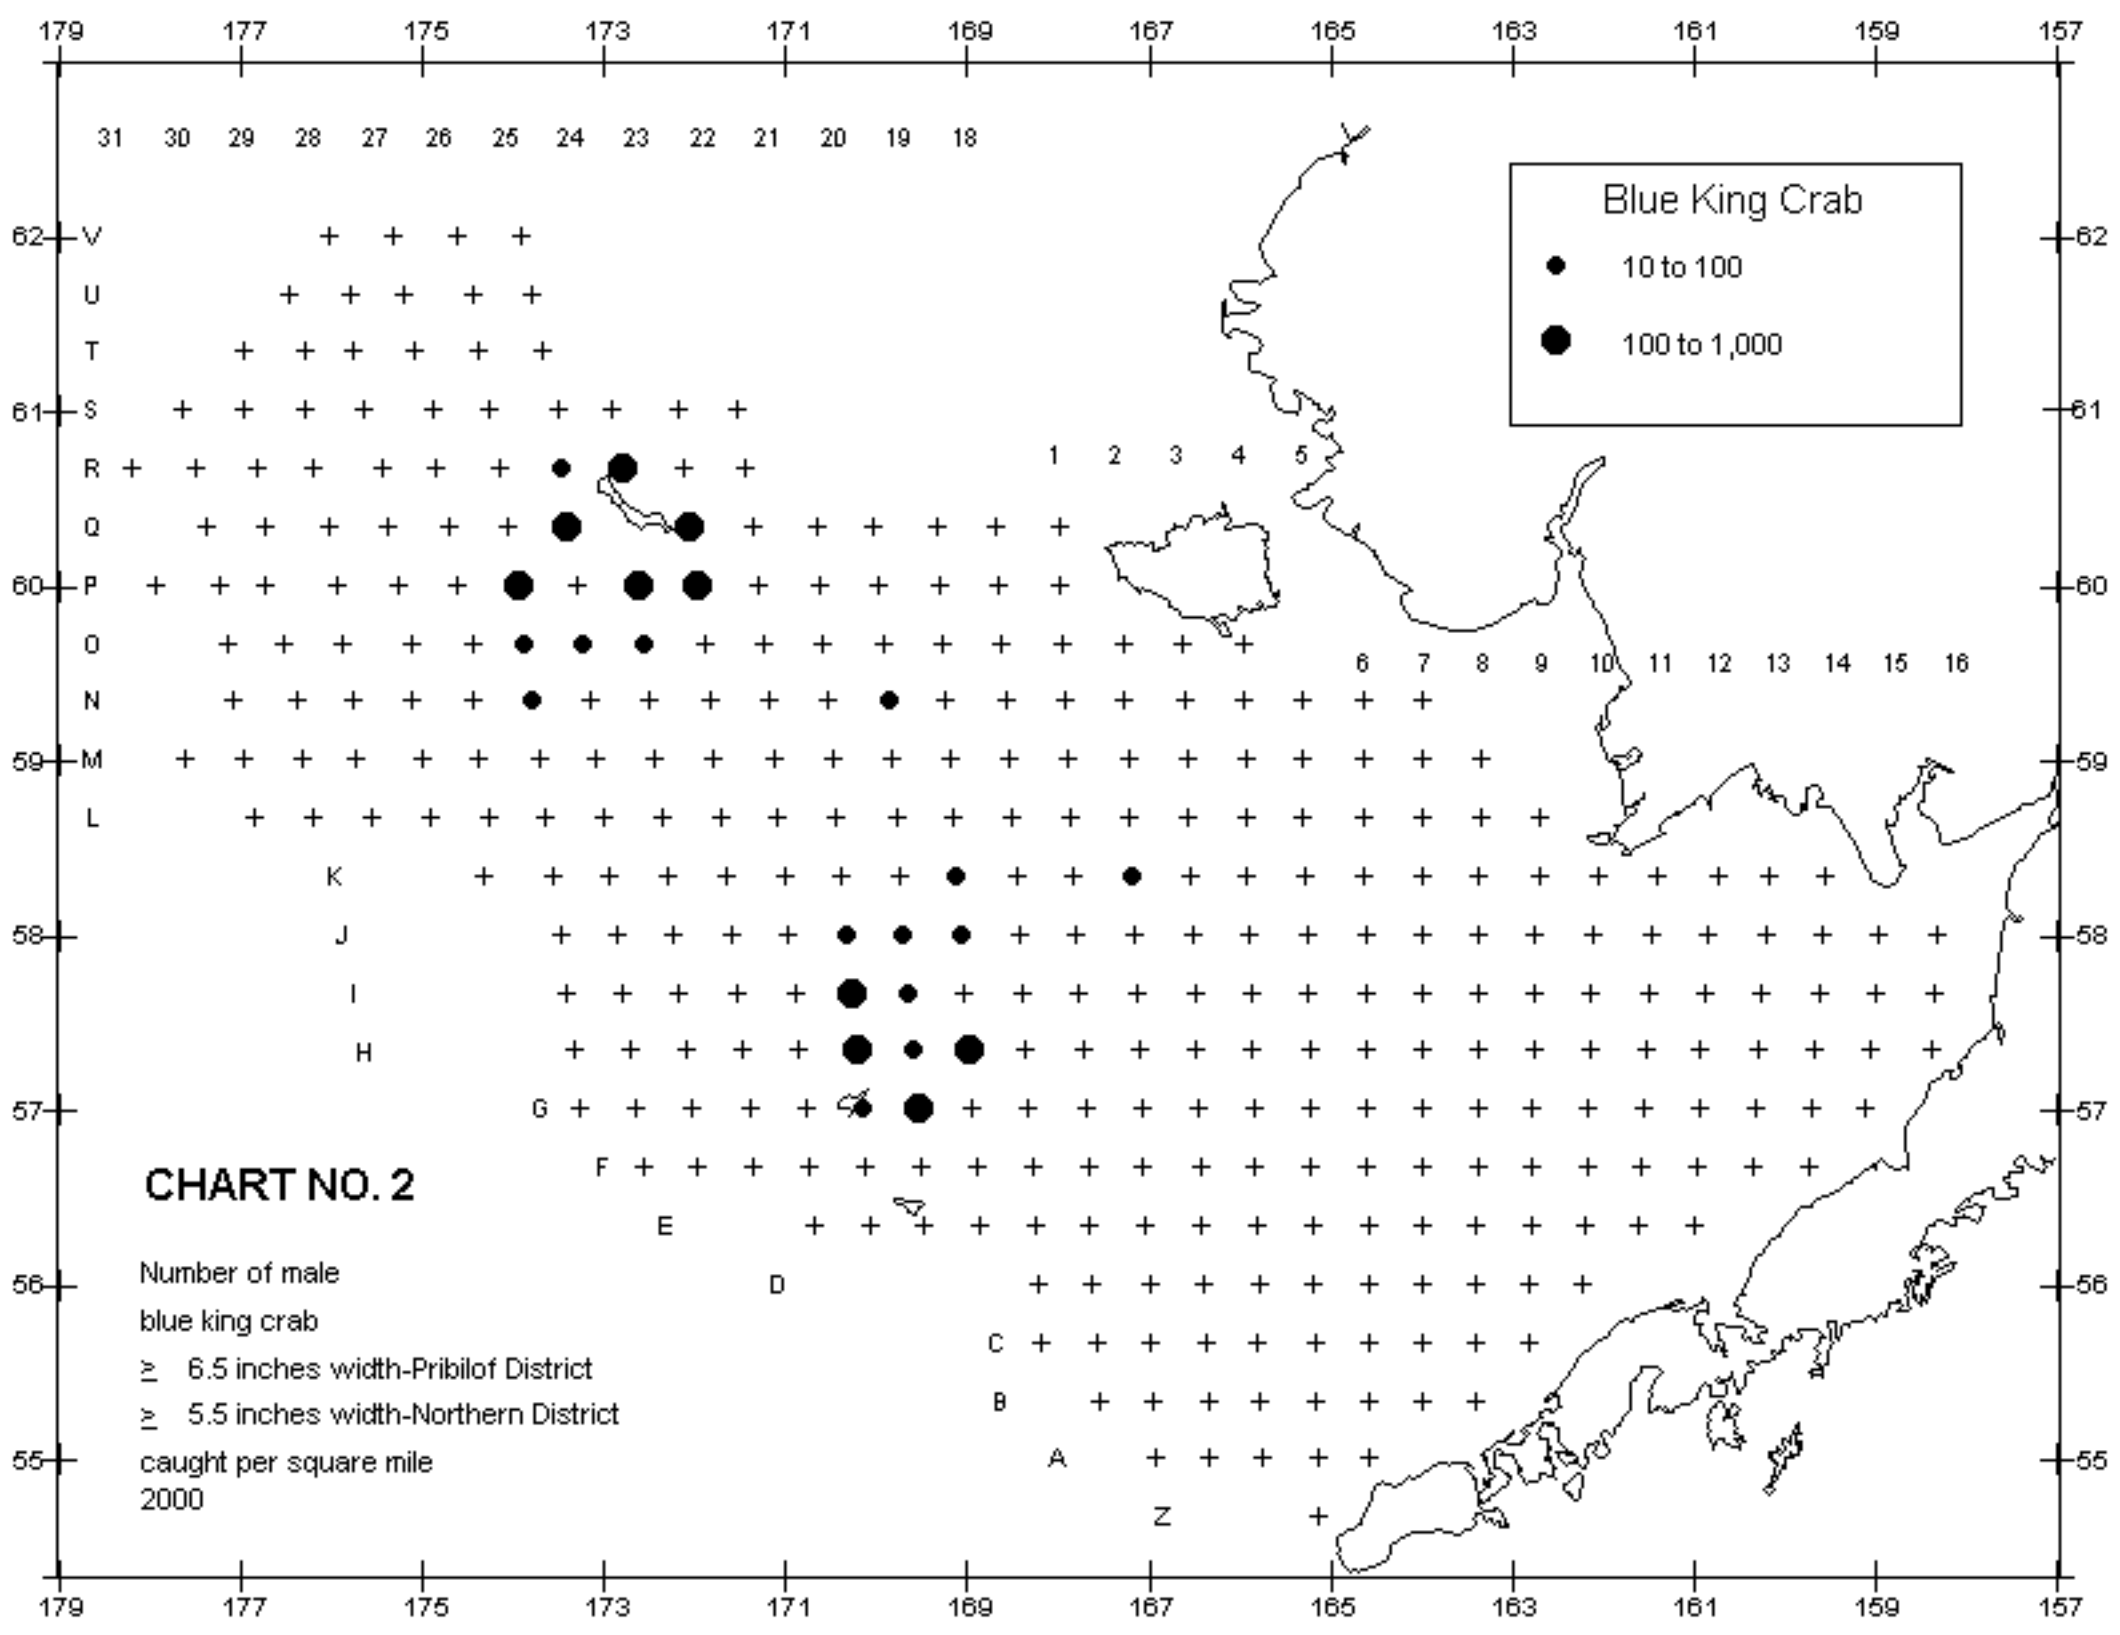 179 177 175 173 171 169 167 165 163 161 159 157
31 30 29 28 27 26 25 24 23 22 21 20 19 18
Blue King Crab
62 V 62
10 to 100
U
T
100 to 1,000
61 S 61
R 1 2 3 4 5
Q
60 P 60
O 6 7 8 9 10 11 12 13 14 15 16
N
59 M 59
L
K
58 J 58
I
H
57 G 57
F
CHART NO. 2
E
Number of male
56 D 56
blue king crab
C
≥ 6.5 inches width-Pribilof District
B
≥ 5.5 inches width-Northern District
55 A 55
caught per square mile
2000
Z
179 177 175 173 171 169 167 165 163 161 159 157